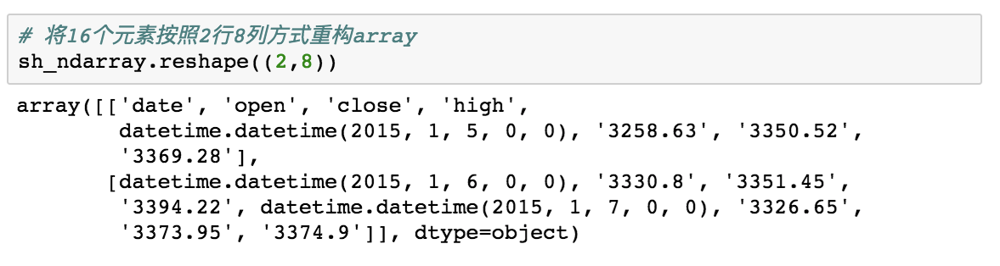 # 将16个元素按照2行8列方式重构array
sh_ndarray.reshape((2,8))
array([['date', 'open', 'close', 'high',
datetime.datetime(2015, 1, 5, 0, 0), '3258.63', '3350.52',
'3369.28'],
[datetime.datetime(2015, 1, 6, 0, 0), '3330.8', '3351.45',
'3394.22', datetime.datetime(2015, 1, 7, 0, 0), '3326.65',
'3373.95', '3374.9']], dtype=object)